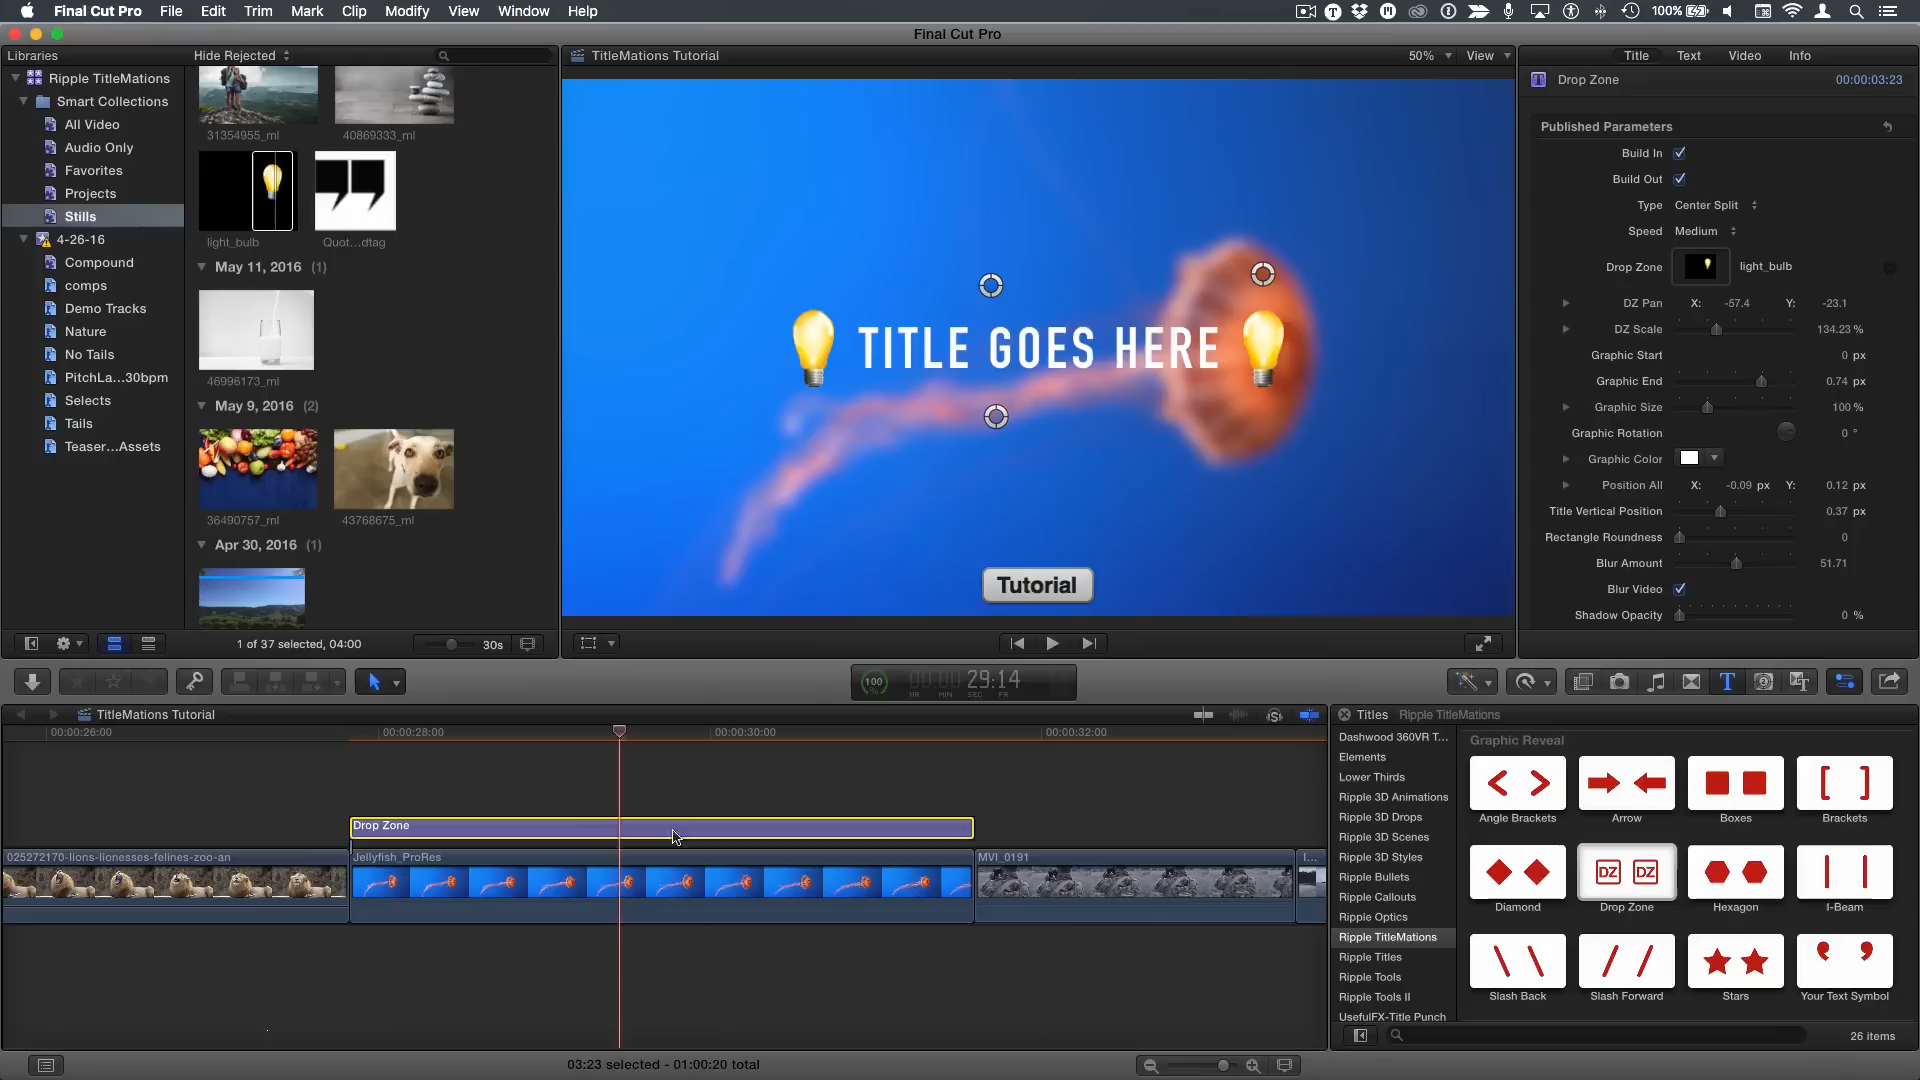 Final Cut Pro File Edit Trim Mark Clip Modify View Window Help
100%
Final Cut Pro
Libraries
Hide Rejected
TitleMations Tutorial
50%
View
Title Text Video Info
Ripple TitleMations
Smart Collections
All Video
Audio Only
Favorites
Projects
Stills
4-26-16
Compound
comps
Demo Tracks
Nature
No Tails
PitchLa...30bpm
Selects
Tails
Teaser...Assets
31354955_ml
40869333_ml
light_bulb
Quot...dtag
May 11, 2016 (1)
46996173_ml
May 9, 2016 (2)
36490757_ml
43768675_ml
Apr 30, 2016 (1)
1 of 37 selected, 04:00
30s
TITLE GOES HERE
Tutorial
Drop Zone
00:00:03:23
Published Parameters
Build In
Build Out
Type Center Split
Speed Medium
Drop Zone light_bulb
DZ Pan X: -57.4 Y: -23.1
DZ Scale 134.23 %
Graphic Start 0 px
Graphic End 0.74 px
Graphic Size 100 %
Graphic Rotation 0 °
Graphic Color
Position All X: -0.09 px Y: 0.12 px
Title Vertical Position 0.37 px
Rectangle Roundness 0
Blur Amount 51.71
Blur Video
Shadow Opacity 0 %
100
%
29:14
HR MIN SEC FR
TitleMations Tutorial
00:00:26:00
00:00:28:00
00:00:30:00
00:00:32:00
Drop Zone
025272170-lions-lionesses-felines-zoo-an
Jellyfish_ProRes
MVI_0191
I...
03:23 selected - 01:00:20 total
Titles Ripple TitleMations
Dashwood 360VR T...
Elements
Lower Thirds
Ripple 3D Animations
Ripple 3D Drops
Ripple 3D Scenes
Ripple 3D Styles
Ripple Bullets
Ripple Callouts
Ripple Optics
Ripple TitleMations
Ripple Titles
Ripple Tools
Ripple Tools II
UsefulFX-Title Punch
Graphic Reveal
Angle Brackets
Arrow
Boxes
Brackets
DZ DZ
Diamond
Drop Zone
Hexagon
I-Beam
Slash Back
Slash Forward
Stars
Your Text Symbol
26 items